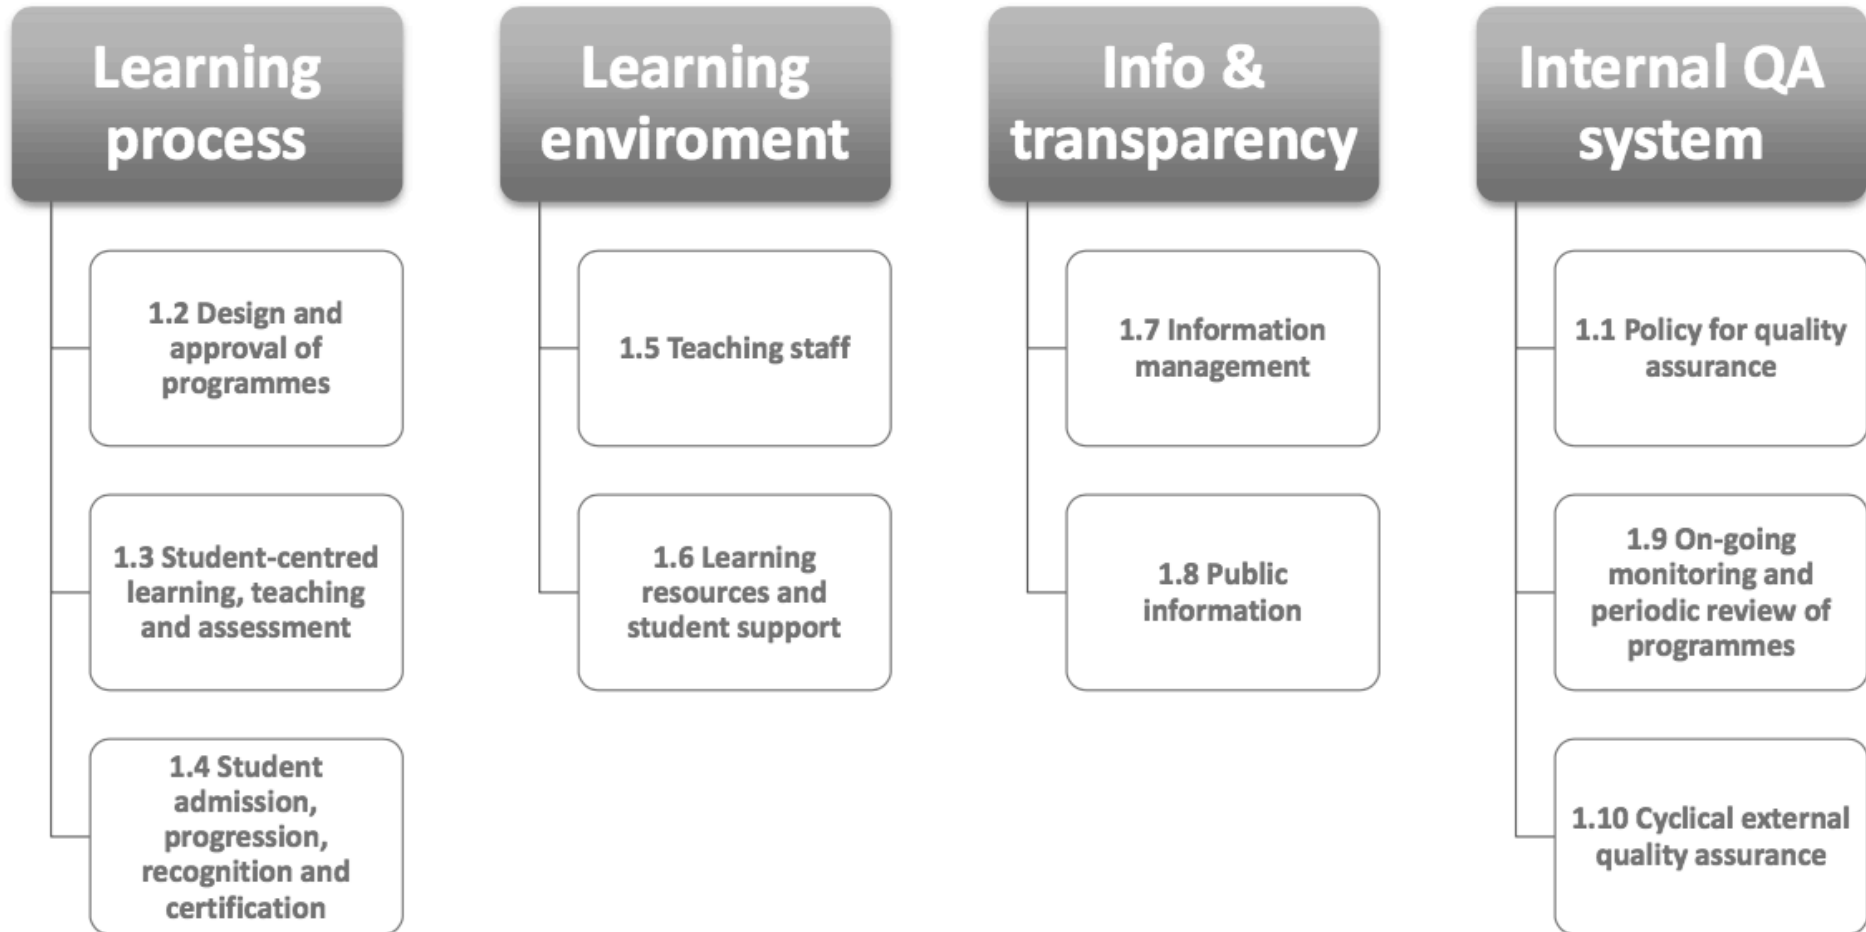 Learning
process
1.2 Design and
approval of
programmes
1.3 Student-centred
learning, teaching
and assessment
1.4 Student
admission,
progression,
recognition and
certification
Learning
enviroment
1.5 Teaching staff
1.6 Learning
resources and
student support
Info &
transparency
1.7 Information
management
1.8 Public
information
Internal QA
system
1.1 Policy for quality
assurance
1.9 On-going
monitoring and
periodic review of
programmes
1.10 Cyclical external
quality assurance